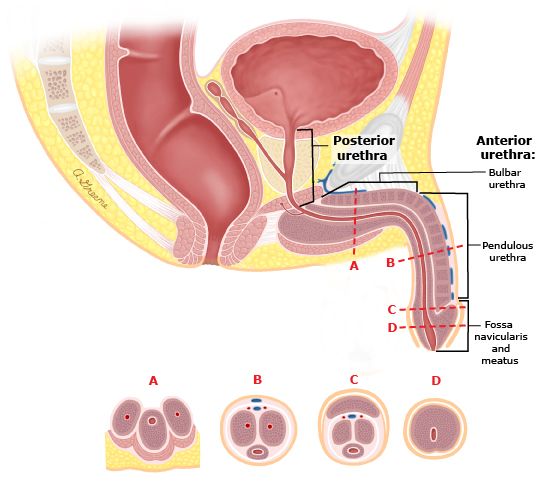 Posterior
urethra
Anterior
urethra:
Bulbar
urethra
A
B
Pendulous
urethra
C
D
Fossa
navicularis
and
meatus
A
B
C
D